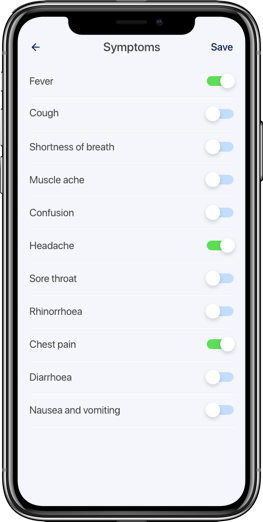 Symptoms
Save
Fever
Cough
Shortness of breath
Muscle ache
Confusion
Headache
Sore throat
Rhinorrhoea
Chest pain
Diarrhoea
Nausea and vomiting